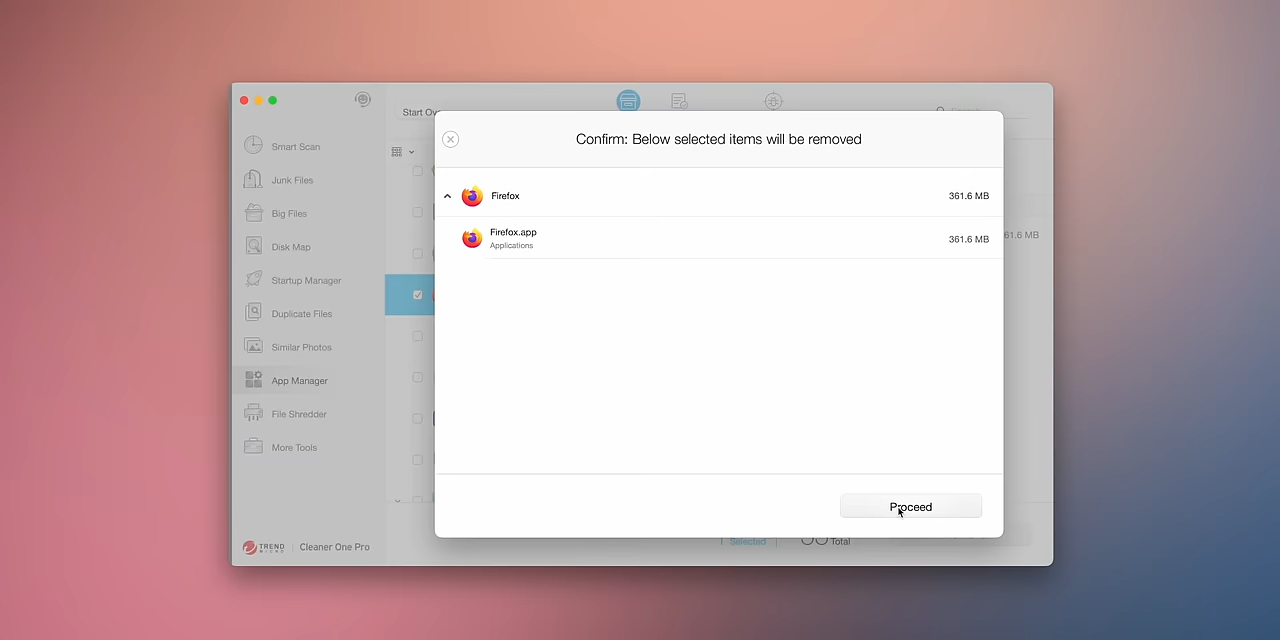 Start Ov
Confirm: Below selected items will be removed
Smart Scan
Junk Files
Big Files
Disk Map
Startup Manager
Duplicate Files
Similar Photos
App Manager
File Shredder
More Tools
Firefox
361.6 MB
Firefox.app
Applications
361.6 MB
61.6 MB
Proceed
Selected
Total
TREND
MICRO
Cleaner One Pro